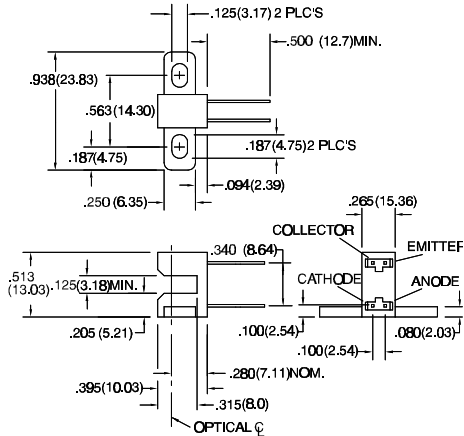 .125(3.17) 2 PLC'S
.500 (12.7)MIN.
.938(23.83)
.563(14.30)
.187(4.75)
.187(4.75)2 PLC'S
.094(2.39)
.250(6.35)
.265(15.36)
COLLECTOR
EMITTER
.340 (8.64)
.513
(13.03)
.125(3.18)MIN.
CATHODE
ANODE
.205 (5.21)
.100(2.54)
.080(2.03)
.100(2.54)
.280(7.11)NOM.
.395(10.03)
.315(8.0)
OPTICAL ℄